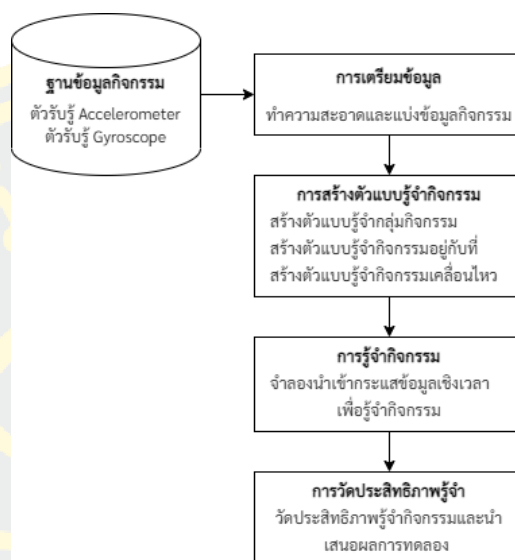 ฐานข้อมูลกิจกรรม
ตัวรับรู้ Accelerometer
ตัวรับรู้ Gyroscope
การเตรียมข้อมูล
ทำความสะอาดและแบ่งข้อมูลกิจกรรม
การสร้างตัวแบบรู้จำกิจกรรม
สร้างตัวแบบรู้จำกลุ่มกิจกรรม
สร้างตัวแบบรู้จำกิจกรรมอยู่กับที่
สร้างตัวแบบรู้จำกิจกรรมเคลื่อนไหว
การรู้จำกิจกรรม
จำลองนำเข้ากระแสข้อมูลเชิงเวลา
เพื่อรู้จำกิจกรรม
การวัดประสิทธิภาพรู้จำ
วัดประสิทธิภาพรู้จำกิจกรรมและนำ
เสนอผลการทดลอง